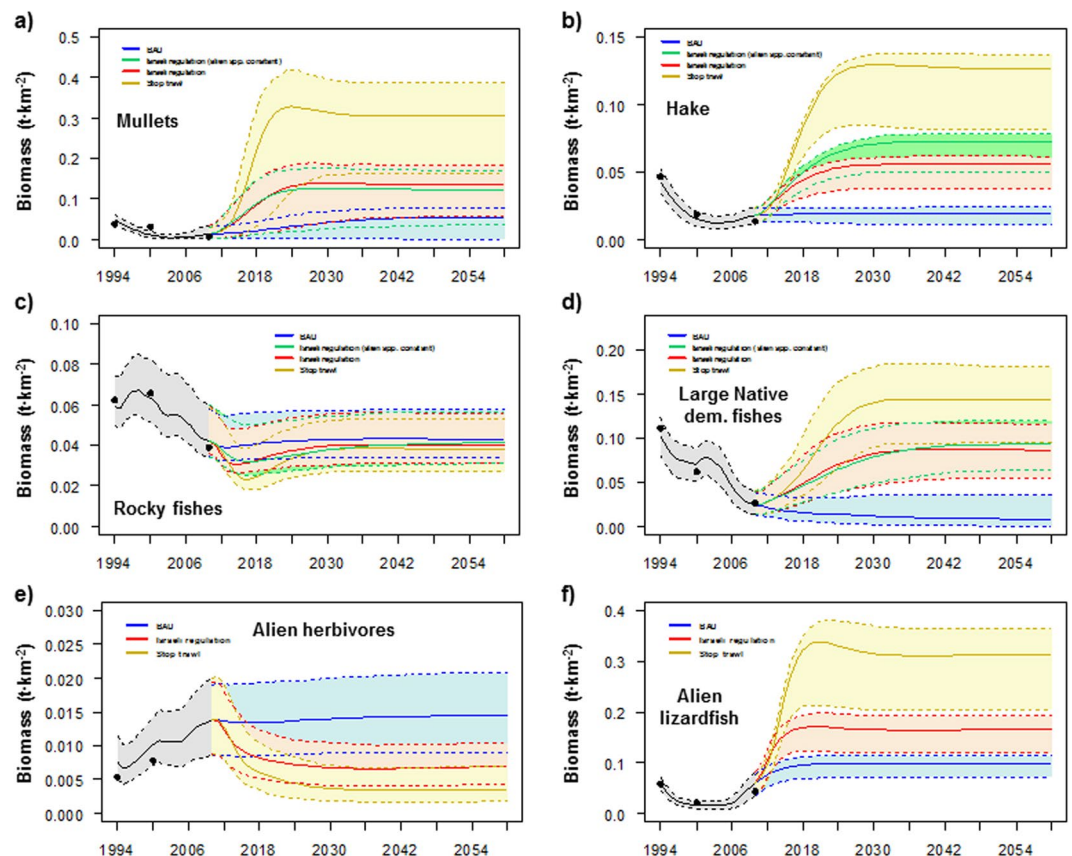 a)
Biomass (t·km-2)
0.5
0.4
0.3
0.2
0.1
0.0
BAU
Israeli regulation (alien spp. constant)
Israeli regulation
Stop trawl
Mullets
1994 2006 2018 2030 2042 2054
b)
Biomass (t·km-2)
0.15
0.10
0.05
0.00
BAU
Israeli regulation (alien spp. constant)
Israeli regulation
Stop trawl
Hake
1994 2006 2018 2030 2042 2054
c)
Biomass (t·km-2)
0.10
0.08
0.06
0.04
0.02
0.00
BAU
Israeli regulation (alien spp. constant)
Israeli regulation
Stop trawl
Rocky fishes
1994 2006 2018 2030 2042 2054
d)
Biomass (t·km-2)
0.20
0.15
0.10
0.05
0.00
BAU
Israeli regulation (alien spp. constant)
Israeli regulation
Stop trawl
Large Native
dem. fishes
1994 2006 2018 2030 2042 2054
e)
Biomass (t·km-2)
0.030
0.025
0.020
0.015
0.010
0.005
0.000
BAU
Israeli regulation
Stop trawl
Alien herbivores
1994 2006 2018 2030 2042 2054
f)
Biomass (t·km-2)
0.4
0.3
0.2
0.1
0.0
BAU
Israeli regulation
Stop trawl
Alien
lizardfish
1994 2006 2018 2030 2042 2054